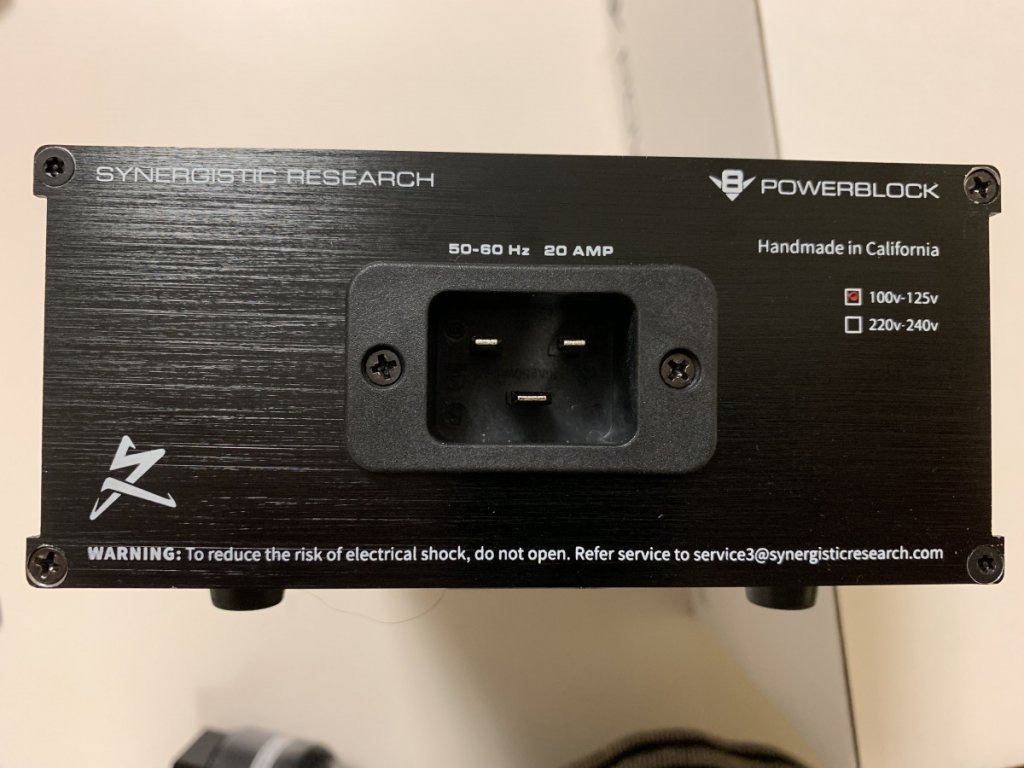 SYNERGISTIC RESEARCH
8 POWERBLOCK
50-60 Hz 20 AMP
Handmade in California
100v-125v
220v-240v
WARNING: To reduce the risk of electrical shock, do not open. Refer service to service3@synergisticresearch.com